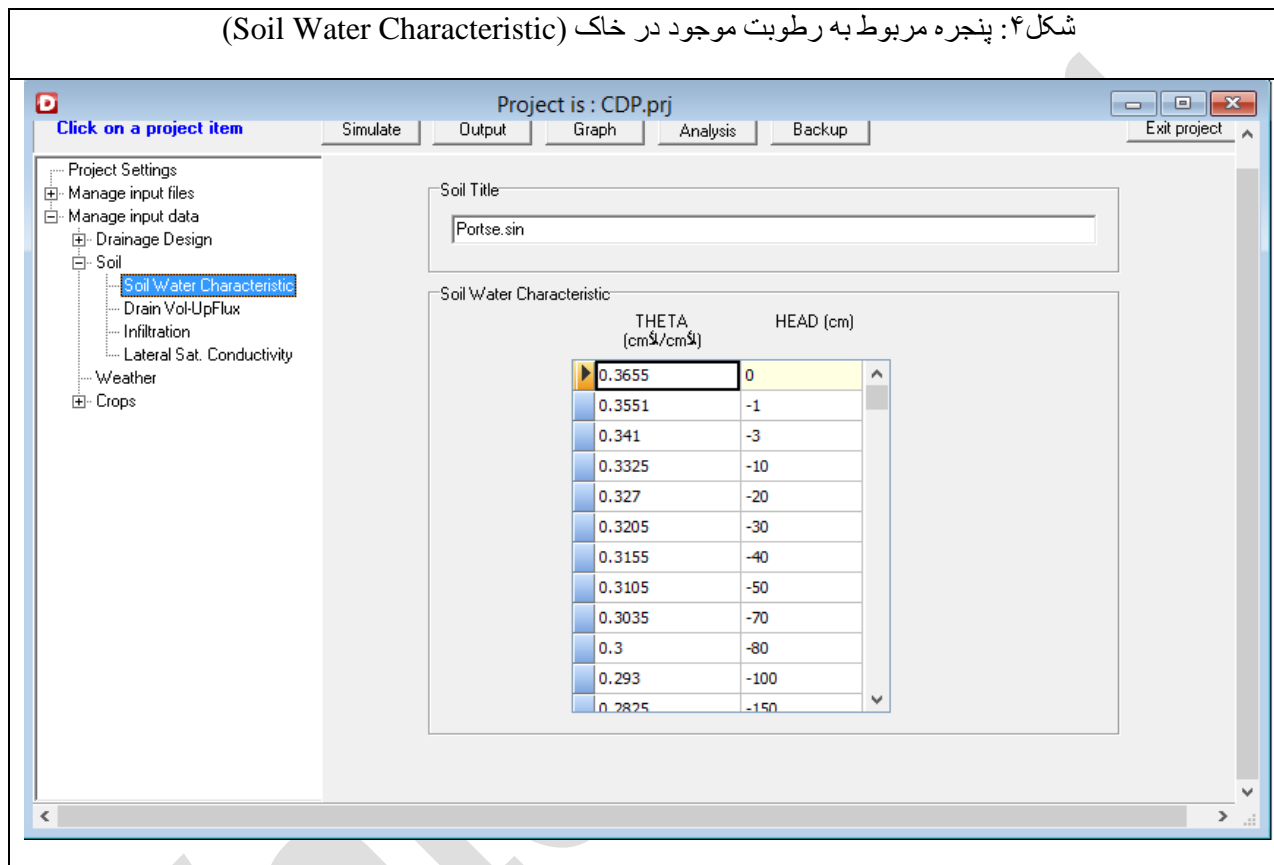 شکل۴: پنجره مربوط به رطوبت موجود در خاک (Soil Water Characteristic)
Project is : CDP.prj
Click on a project item
Simulate Output Graph Analysis Backup Exit project
Project Settings
Manage input files
Manage input data
Drainage Design
Soil
Soil Water Characteristic
Drain Vol-UpFlux
Infiltration
Lateral Sat. Conductivity
Weather
Crops
Soil Title
Portse.sin
Soil Water Characteristic
THETA HEAD (cm)
0.3655 0
0.3551 -1
0.341 -3
0.3325 -10
0.327 -20
0.3205 -30
0.3155 -40
0.3105 -50
0.3035 -70
0.3 -80
0.293 -100
0.2825 -150